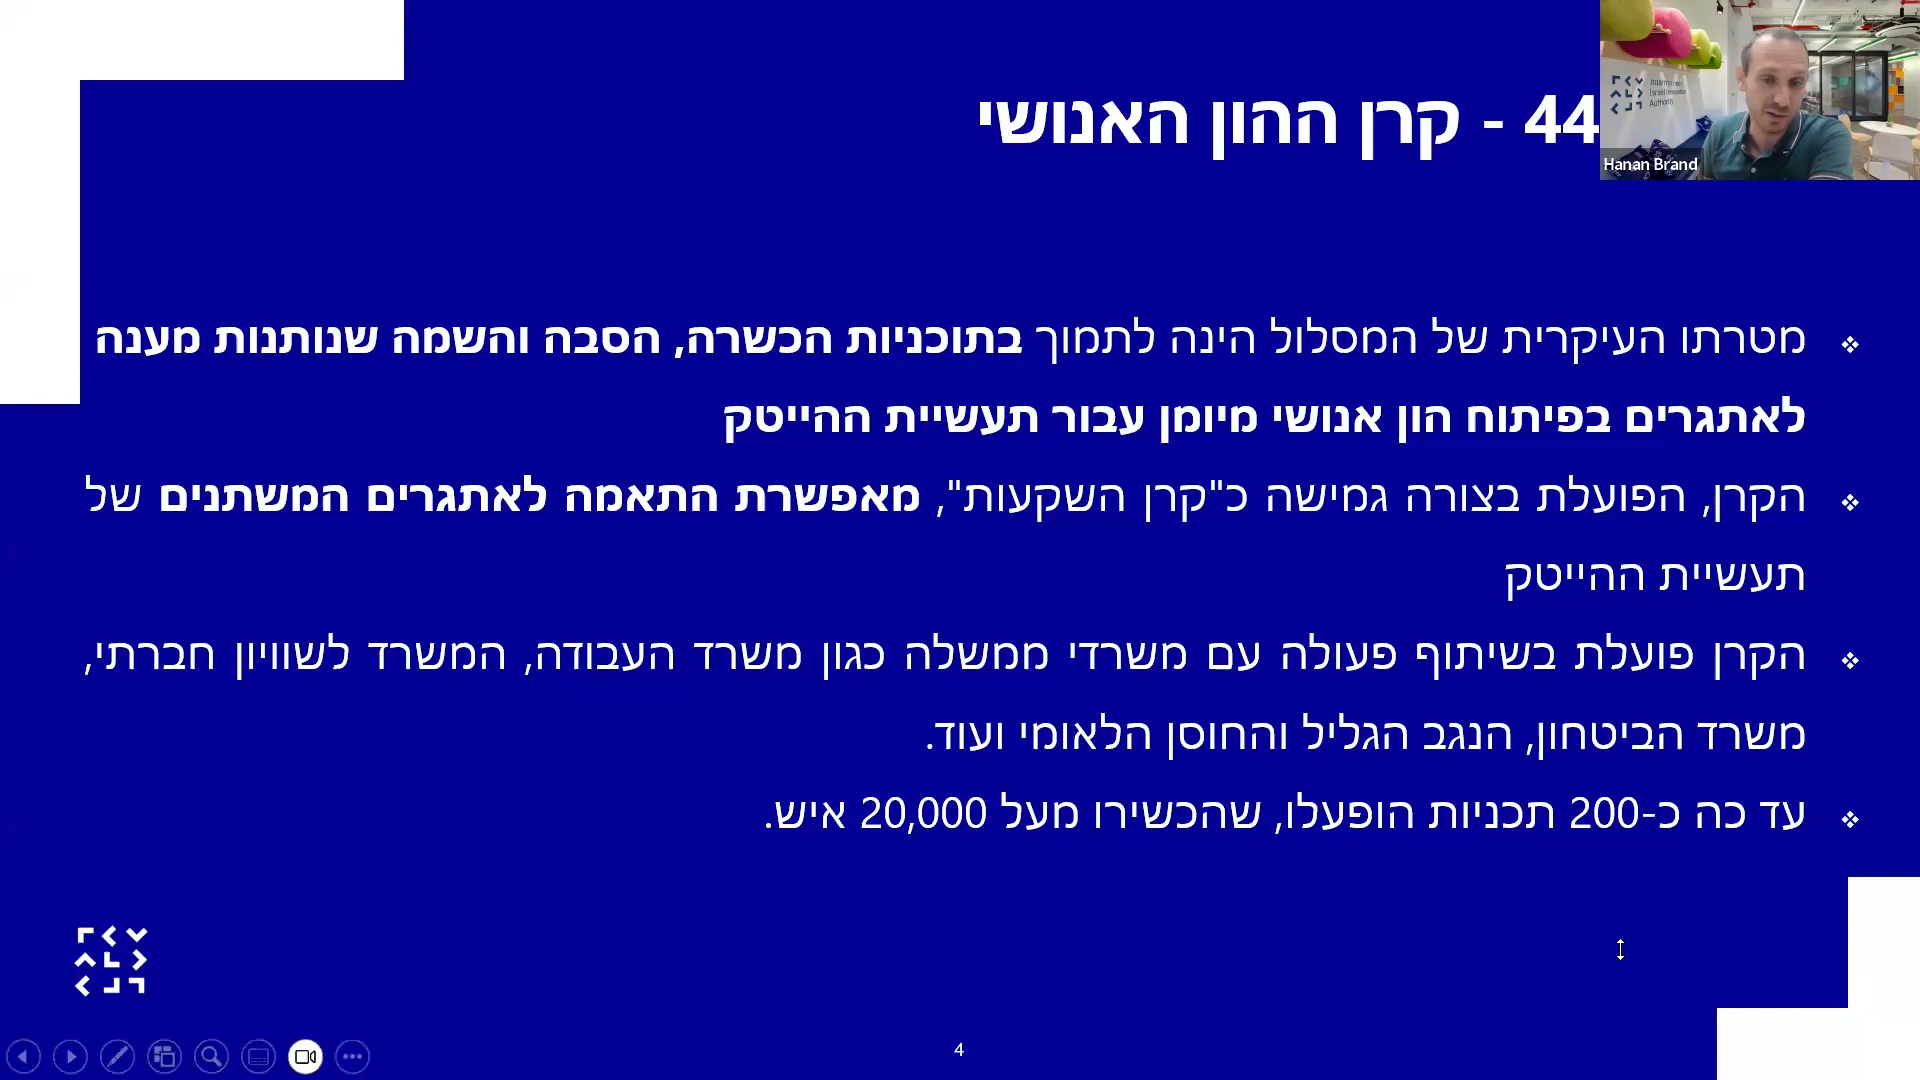 44 - קרן ההון האנושי
מטרתו העיקרית של המסלול הינה לתמוך בתוכניות הכשרה, הסבה והשמה שנותנות מענה
לאתגרים בפיתוח הון אנושי מיומן עבור תעשיית ההייטק
הקרן, הפועלת בצורה גמישה כ"קרן השקעות", מאפשרת התאמה לאתגרים המשתנים של
תעשיית ההייטק
הקרן פועלת בשיתוף פעולה עם משרדי ממשלה כגון משרד העבודה, המשרד לשוויון חברתי,
משרד הביטחון, הנגב הגליל והחוסן הלאומי ועוד.
עד כה כ-200 תכניות הופעלו, שהכשירו מעל 20,000 איש.
4
Israel Innovation
Authority
Hanan Brand